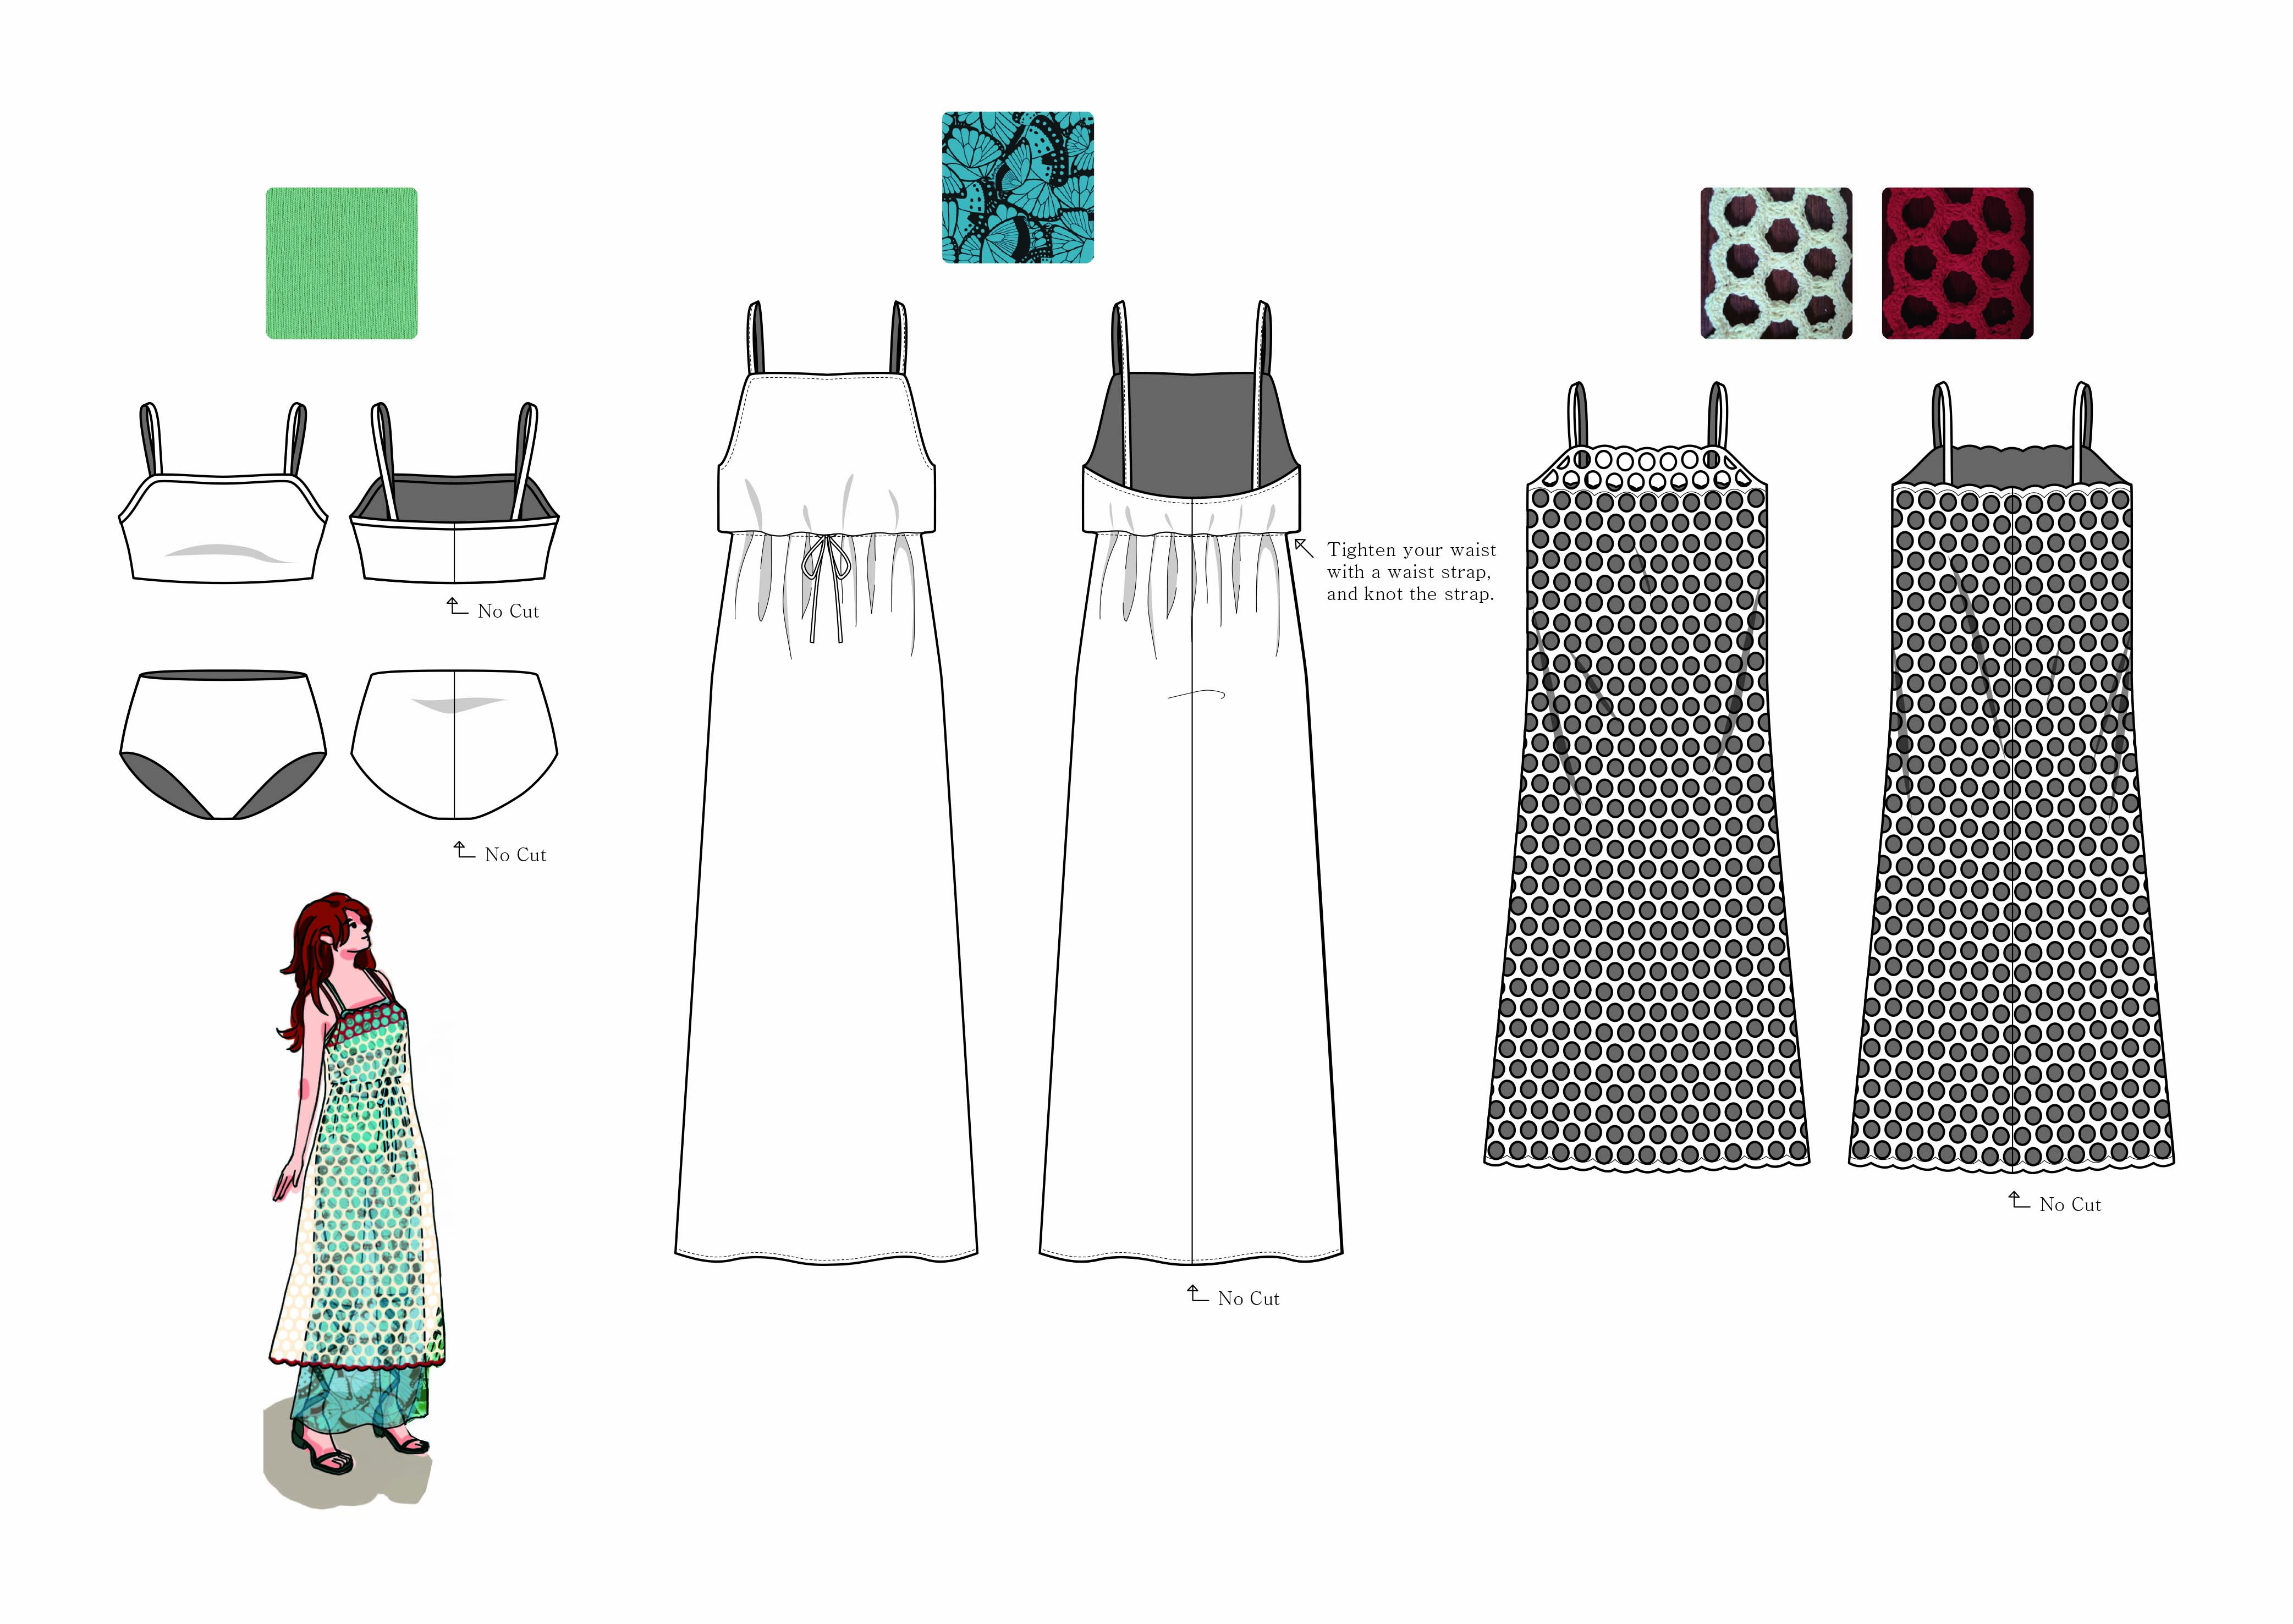 No Cut
No Cut
Tighten your waist
with a waist strap,
and knot the strap.
No Cut
No Cut